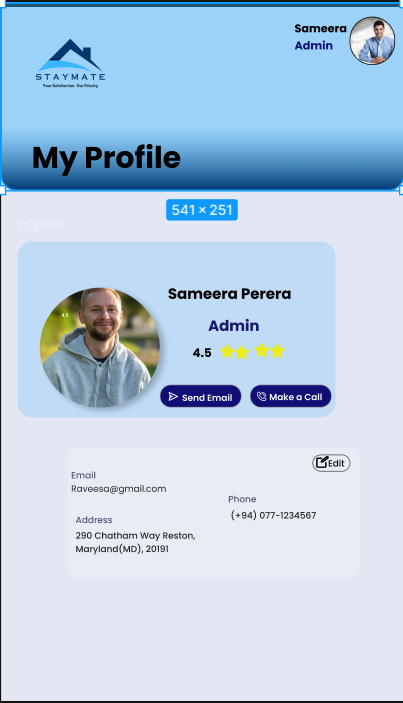 Sameera
Admin
STAYMATE
Your Satisfaction. Our Priority.
My Profile
541 × 251
popular
Sameera Perera
4.5
Admin
4.5
Send Email
Make a Call
Edit
Email
Raveesa@gmail.com
Phone
(+94) 077-1234567
Address
290 Chatham Way Reston,
Maryland(MD), 20191